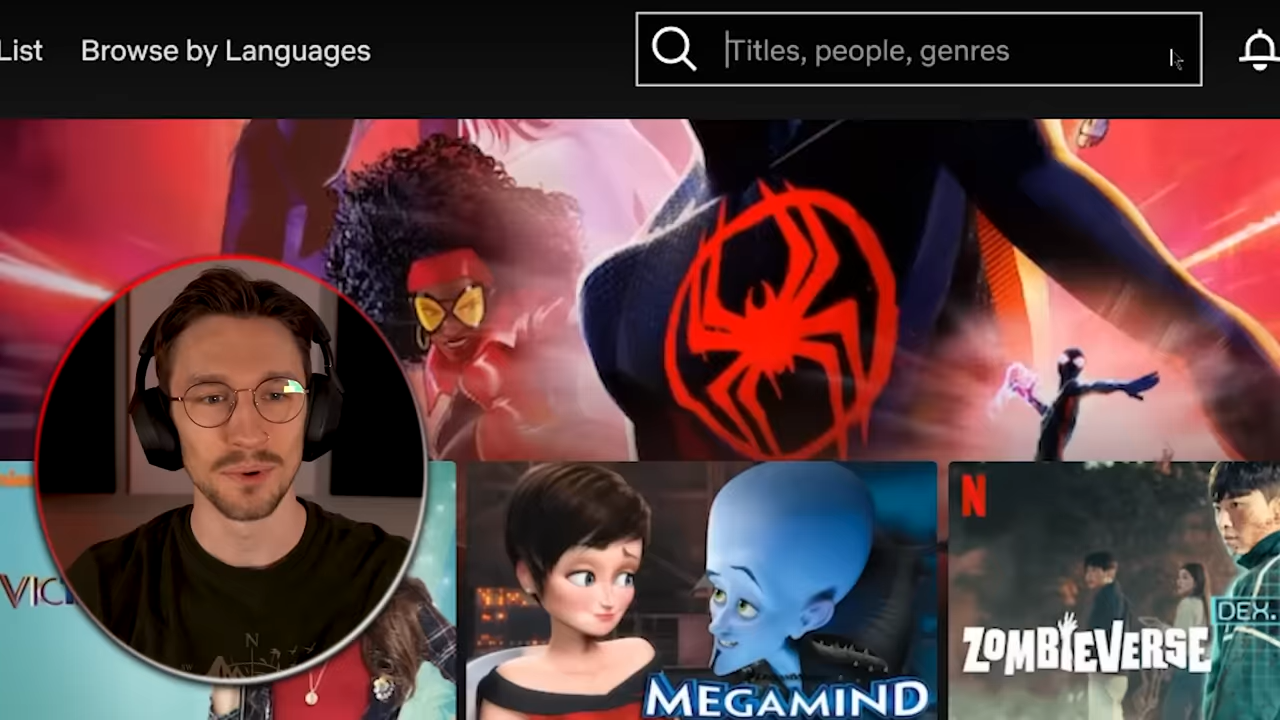 List Browse by Languages
Titles, people, genres
N
MEGAMIND
ZOMBIEVERSE
DEX.
N